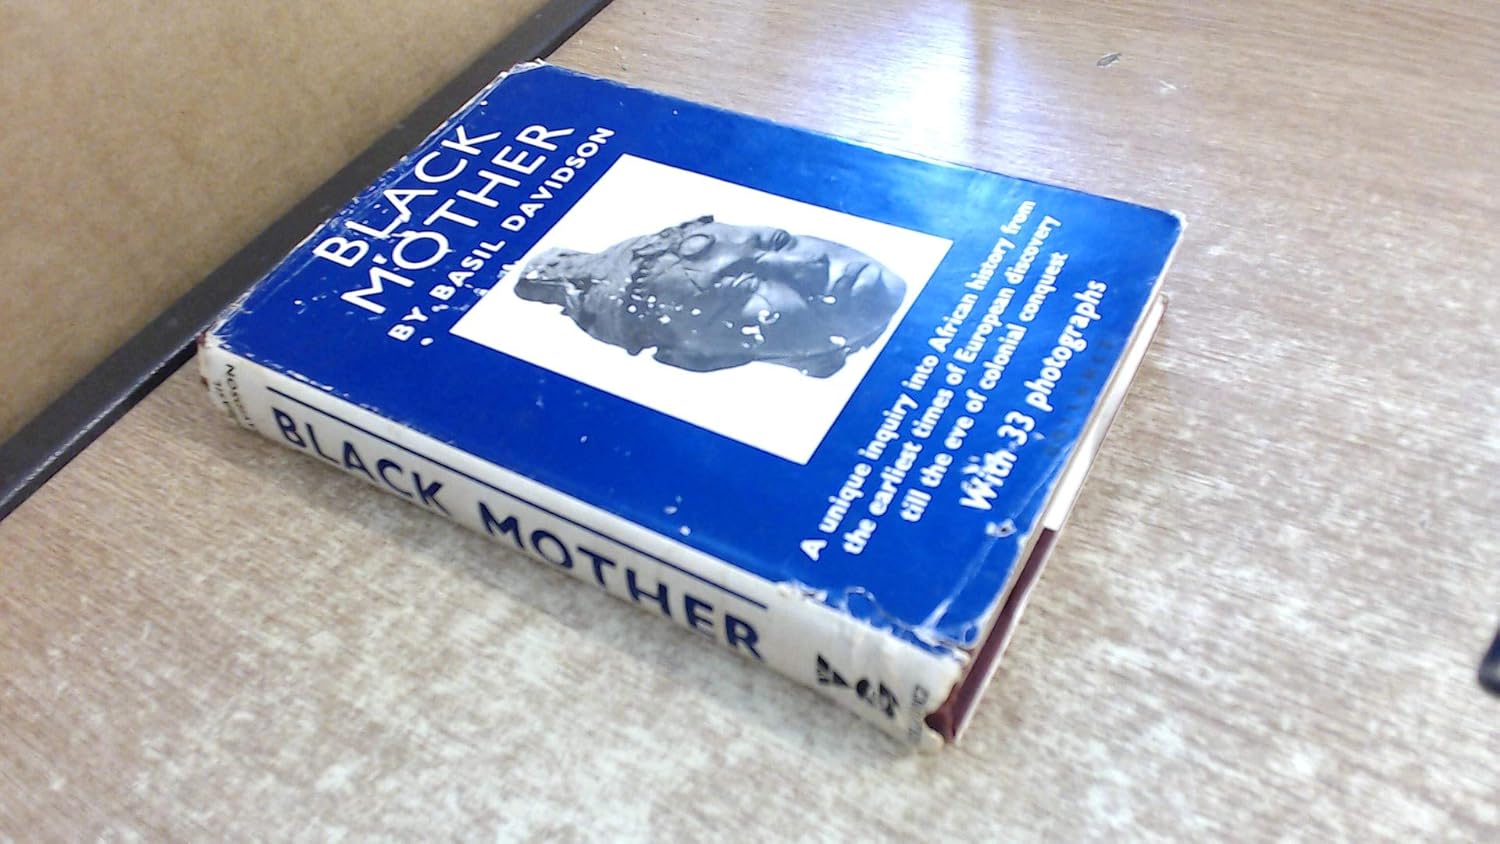 BLACK
MOTHER
BY BASIL DAVIDSON
A unique inquiry into African history from
the earliest times of European discovery
till the eve of colonial conquest
With 33 photographs
BLACK MOTHER